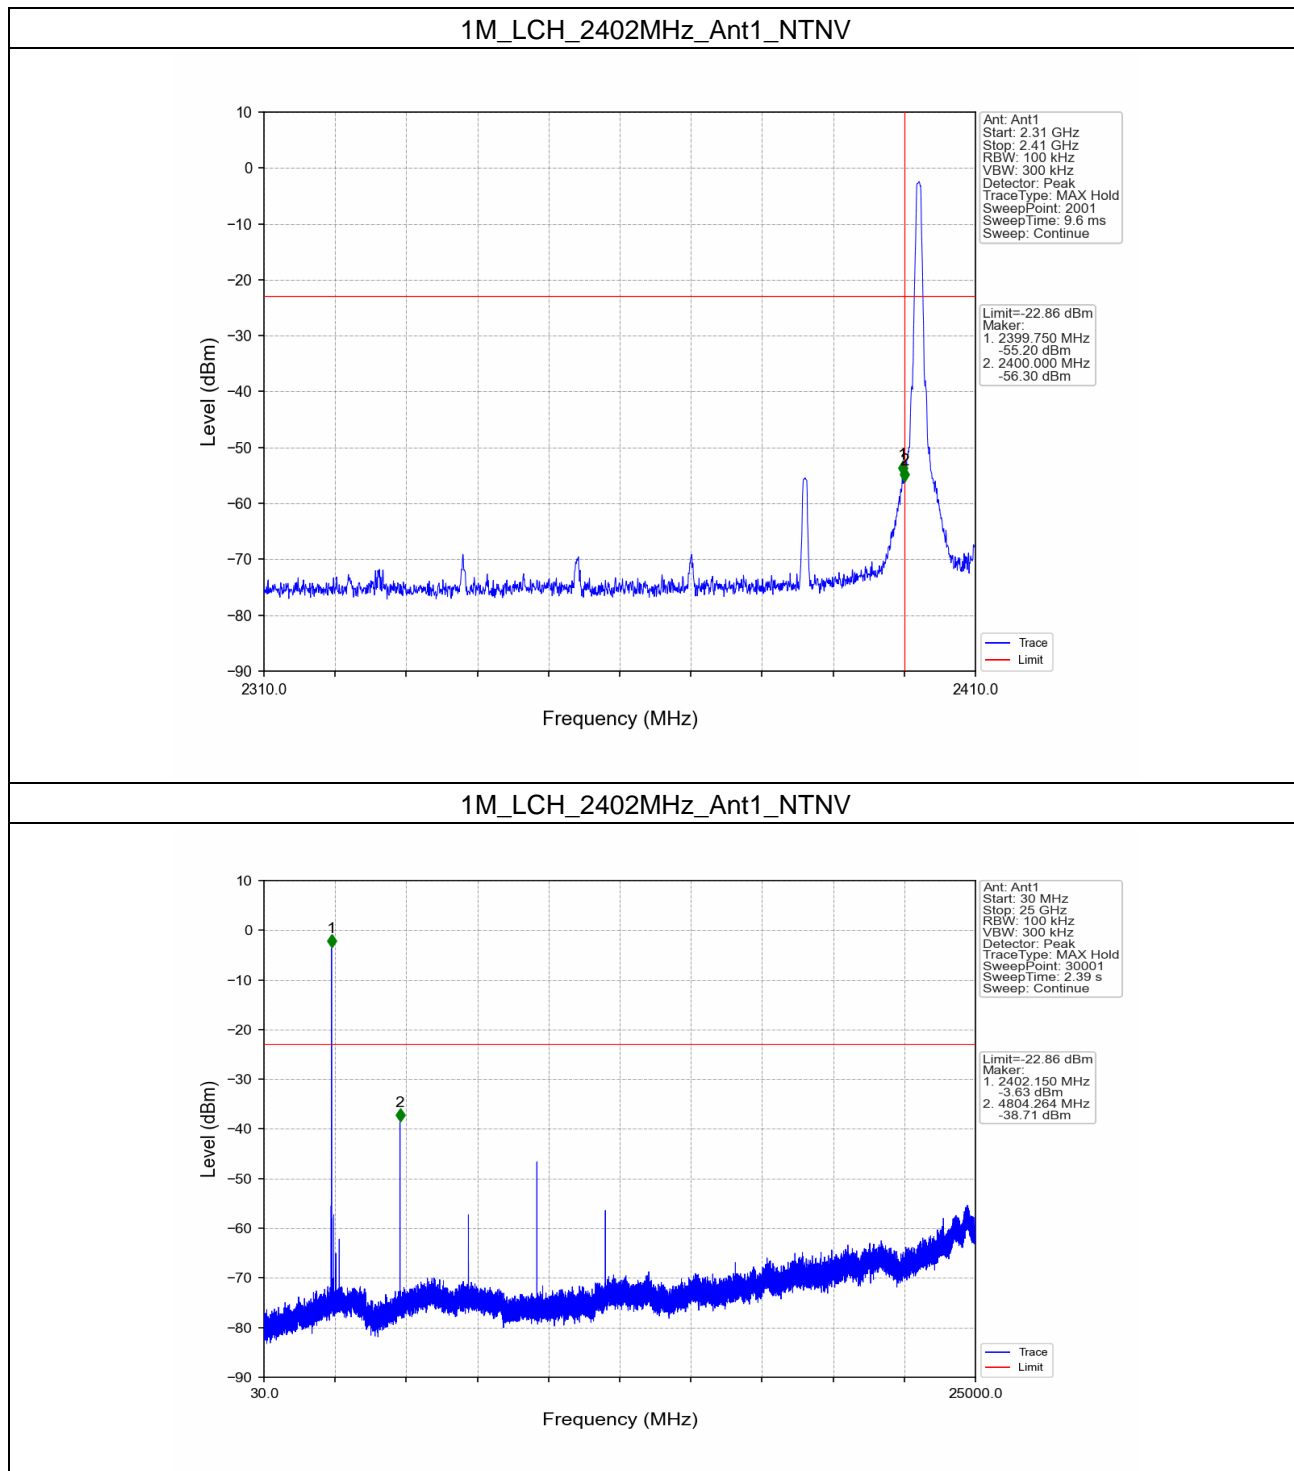 1M_LCH_2402MHz_Ant1_NTNV
10
0
−10
−20
−30
−40
−50
−60
−70
−80
−90
Level (dBm)
2310.0
2410.0
Frequency (MHz)
1
2
Ant: Ant1
Start: 2.31 GHz
Stop: 2.41 GHz
RBW: 100 kHz
VBW: 300 kHz
Detector: Peak
TraceType: MAX Hold
SweepPoint: 2001
SweepTime: 9.6 ms
Sweep: Continue
Limit=-22.86 dBm
Maker:
1. 2399.750 MHz
-55.20 dBm
2. 2400.000 MHz
-56.30 dBm
Trace
Limit
1M_LCH_2402MHz_Ant1_NTNV
10
0
−10
−20
−30
−40
−50
−60
−70
−80
−90
Level (dBm)
30.0
25000.0
Frequency (MHz)
1
2
Ant: Ant1
Start: 30 MHz
Stop: 25 GHz
RBW: 100 kHz
VBW: 300 kHz
Detector: Peak
TraceType: MAX Hold
SweepPoint: 30001
SweepTime: 2.39 s
Sweep: Continue
Limit=-22.86 dBm
Maker:
1. 2402.150 MHz
-3.63 dBm
2. 4804.264 MHz
-38.71 dBm
Trace
Limit